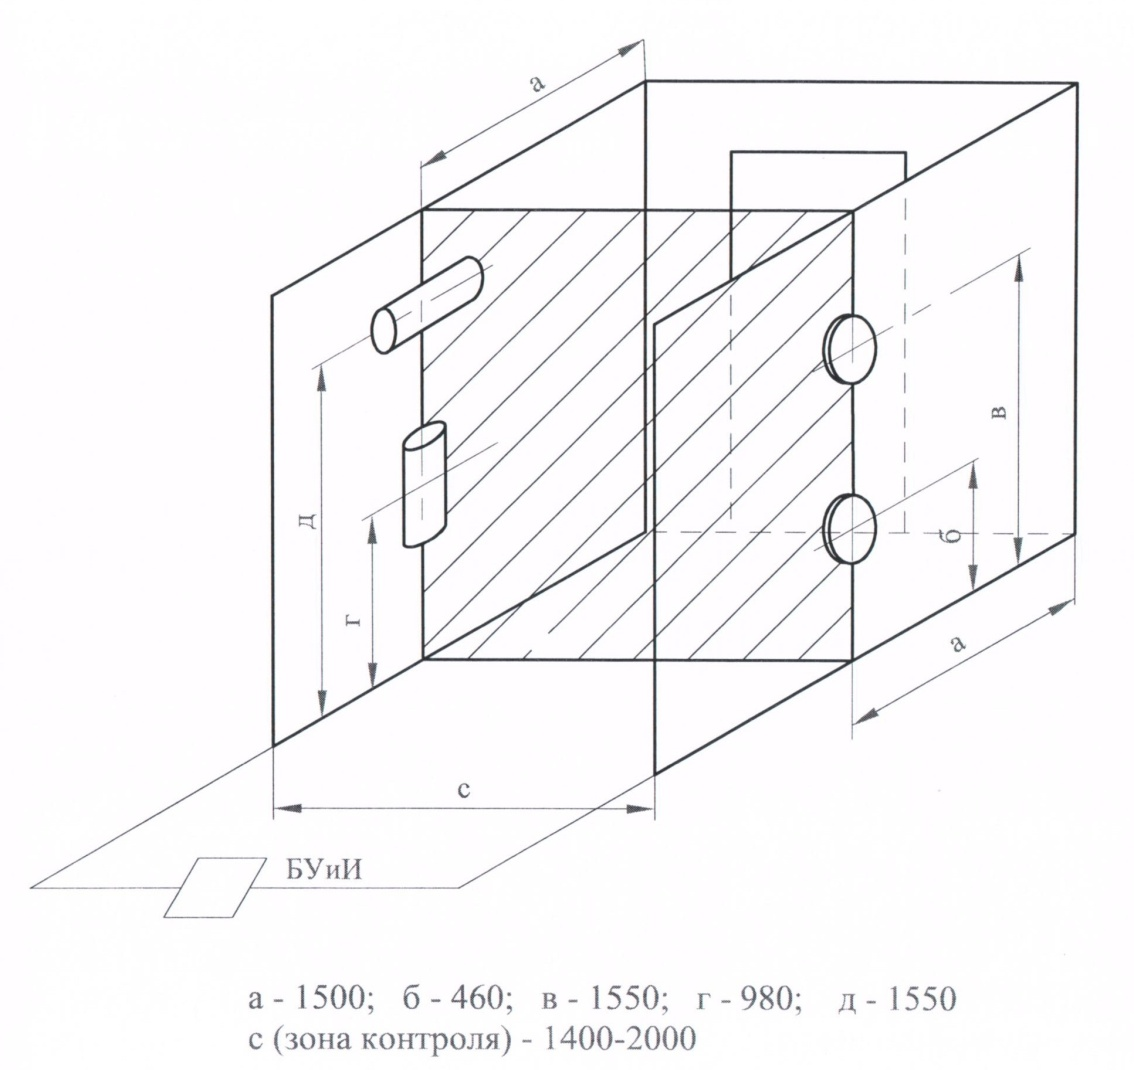 а
в
д
б
г
а
с
БУиИ
а - 1500; б - 460; в - 1550; г - 980; д - 1550
с (зона контроля) - 1400-2000